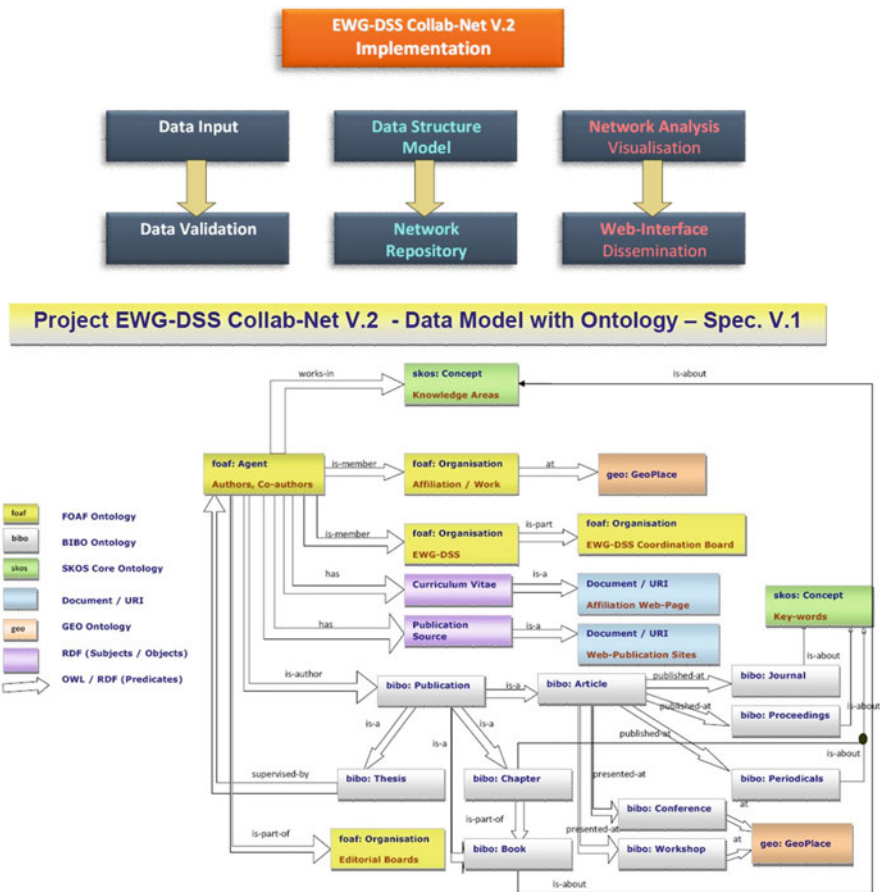 EWG-DSS Collab-Net V.2
Implementation
Data Input
Data Structure
Model
Network Analysis
Visualisation
Data Validation
Network
Repository
Web-Interface
Dissemination
Project EWG-DSS Collab-Net V.2 - Data Model with Ontology – Spec. V.1
works-in
skos: Concept
Knowledge Areas
is-about
foaf: Agent
Authors, Co-authors
is-member
foaf: Organisation
Affiliation / Work
at
geo: GeoPlace
is-member
foaf: Organisation
EWG-DSS
is-part
foaf: Organisation
EWG-DSS Coordination Board
foaf
FOAF Ontology
bibo
BIBO Ontology
skos
SKOS Core Ontology
Document / URI
geo
GEO Ontology
RDF (Subjects / Objects)
OWL / RDF (Predicates)
has
Curriculum Vitae
is-a
Document / URI
Affiliation Web-Page
skos: Concept
Key-words
has
Publication
Source
is-a
Document / URI
Web-Publication Sites
is-author
bibo: Publication
is-a
bibo: Article
published-at
bibo: Journal
is-about
published-at
bibo: Proceedings
is-about
is-a
is-a
is-a
published-at
is-about
supervised-by
bibo: Thesis
bibo: Chapter
presented-at
bibo: Periodicals
is-part-of
bibo: Conference
at
is-part-of
foaf: Organisation
Editorial Boards
bibo: Book
presented-at
bibo: Workshop
at
geo: GeoPlace
is-about